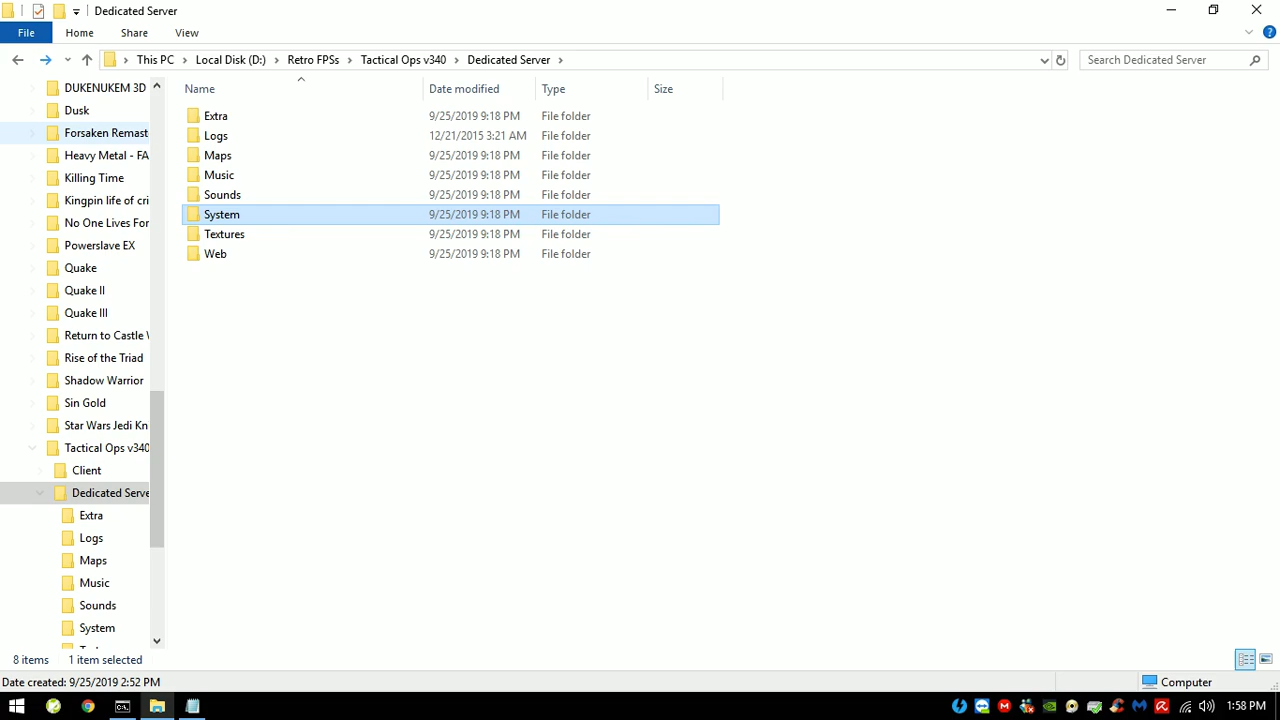 Dedicated Server
File Home Share View
This PC Local Disk (D:) Retro FPSs Tactical Ops v340 Dedicated Server
Search Dedicated Server
Name Date modified Type Size
Extra 9/25/2019 9:18 PM File folder
Logs 12/21/2015 3:21 AM File folder
Maps 9/25/2019 9:18 PM File folder
Music 9/25/2019 9:18 PM File folder
Sounds 9/25/2019 9:18 PM File folder
System 9/25/2019 9:18 PM File folder
Textures 9/25/2019 9:18 PM File folder
Web 9/25/2019 9:18 PM File folder
DUKENUKEM 3D
Dusk
Forsaken Remast
Heavy Metal - FA
Killing Time
Kingpin life of cri
No One Lives For
Powerslave EX
Quake
Quake II
Quake III
Return to Castle
Rise of the Triad
Shadow Warrior
Sin Gold
Star Wars Jedi Kn
Tactical Ops v340
Client
Dedicated Serve
Extra
Logs
Maps
Music
Sounds
System
8 items 1 item selected
Date created: 9/25/2019 2:52 PM
Computer
1:58 PM